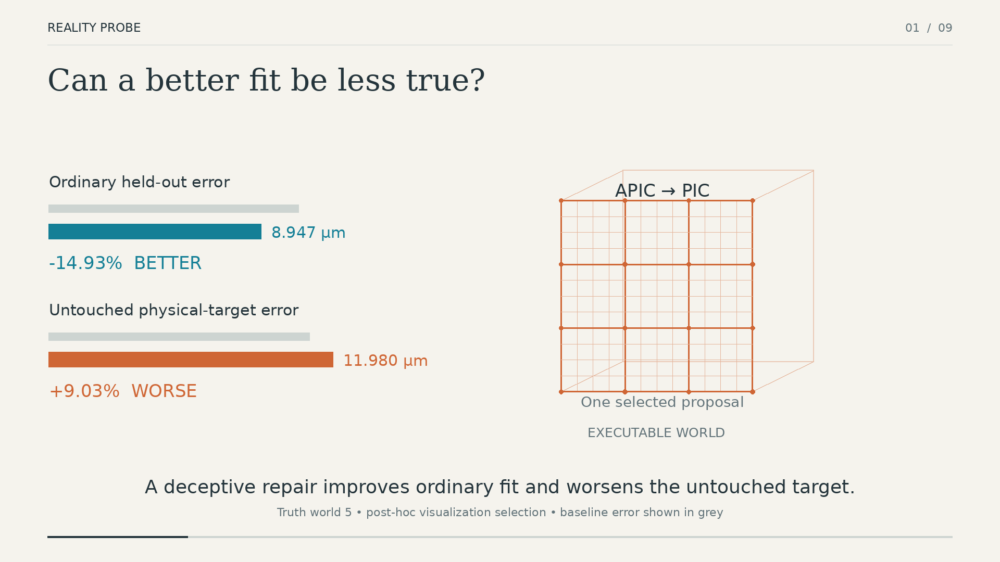 REALITY PROBE
01 / 09
Can a better fit be less true?
Ordinary held-out error
8.947 µm
-14.93% BETTER
Untouched physical-target error
11.980 µm
+9.03% WORSE
APIC → PIC
One selected proposal
EXECUTABLE WORLD
A deceptive repair improves ordinary fit and worsens the untouched target.
Truth world 5 • post-hoc visualization selection • baseline error shown in grey